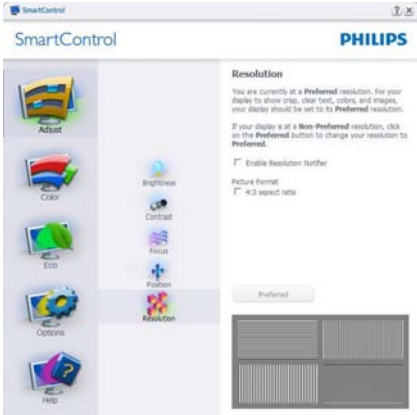 SmartControl
SmartControl
PHILIPS
Adjust
Color
Eco
Options
Help
Brightness
Contrast
Focus
Position
Resolution
Resolution
You are currently at a Preferred resolution. For your
display to show crisp, clear text, colors, and images,
your display should be set to its Preferred resolution.
If your display is at a Non-Preferred resolution, click
on the Preferred button to change your resolution to
Preferred.
Enable Resolution Notifier
Picture Format
4:3 aspect ratio
Preferred